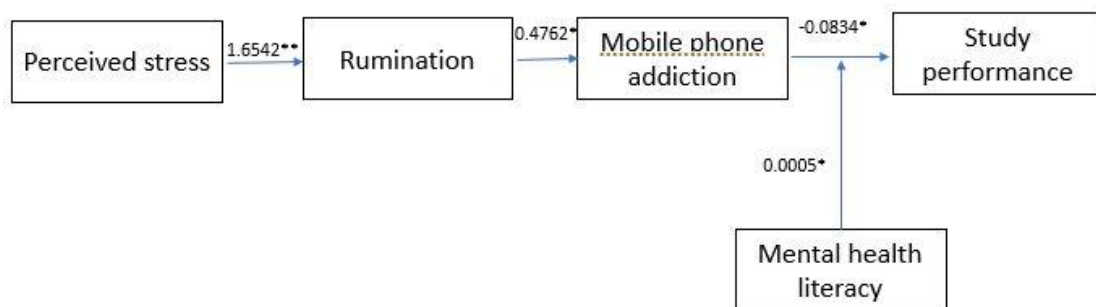 1.6542**
0.4762*
-0.0834*
Perceived stress
Rumination
Mobile phone
addiction
Study
performance
0.0005*
Mental health
literacy